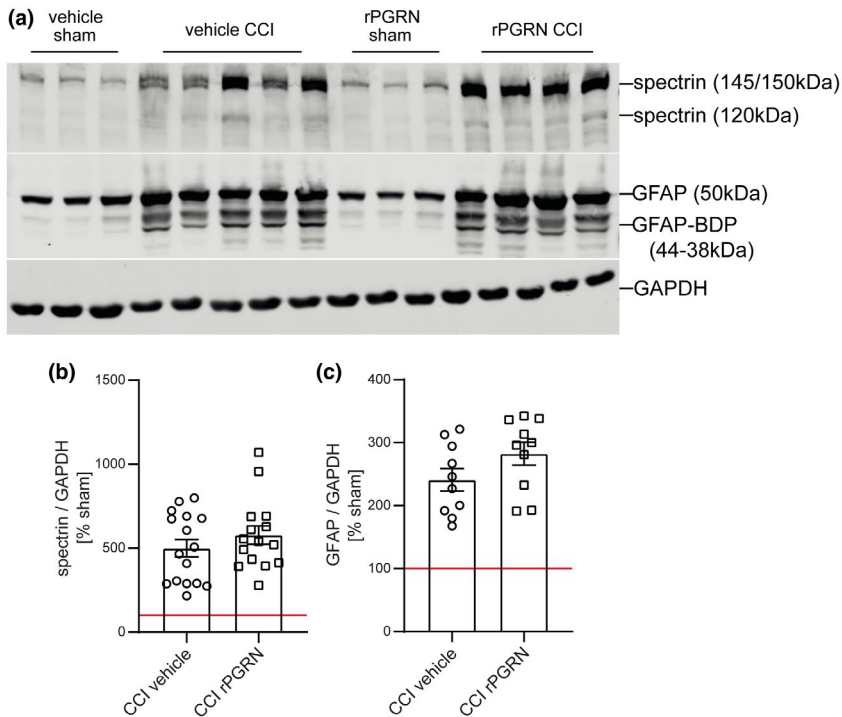 (a)
vehicle
sham
vehicle CCI
rPGRN
sham
rPGRN CCI
spectrin (145/150kDa)
spectrin (120kDa)
GFAP (50kDa)
GFAP-BDP
(44-38kDa)
GAPDH
(b)
1500
1000
500
0
spectrin / GAPDH
[% sham]
CCI vehicle
CCI rPGRN
(c)
400
300
200
100
0
GFAP / GAPDH
[% sham]
CCI vehicle
CCI rPGRN